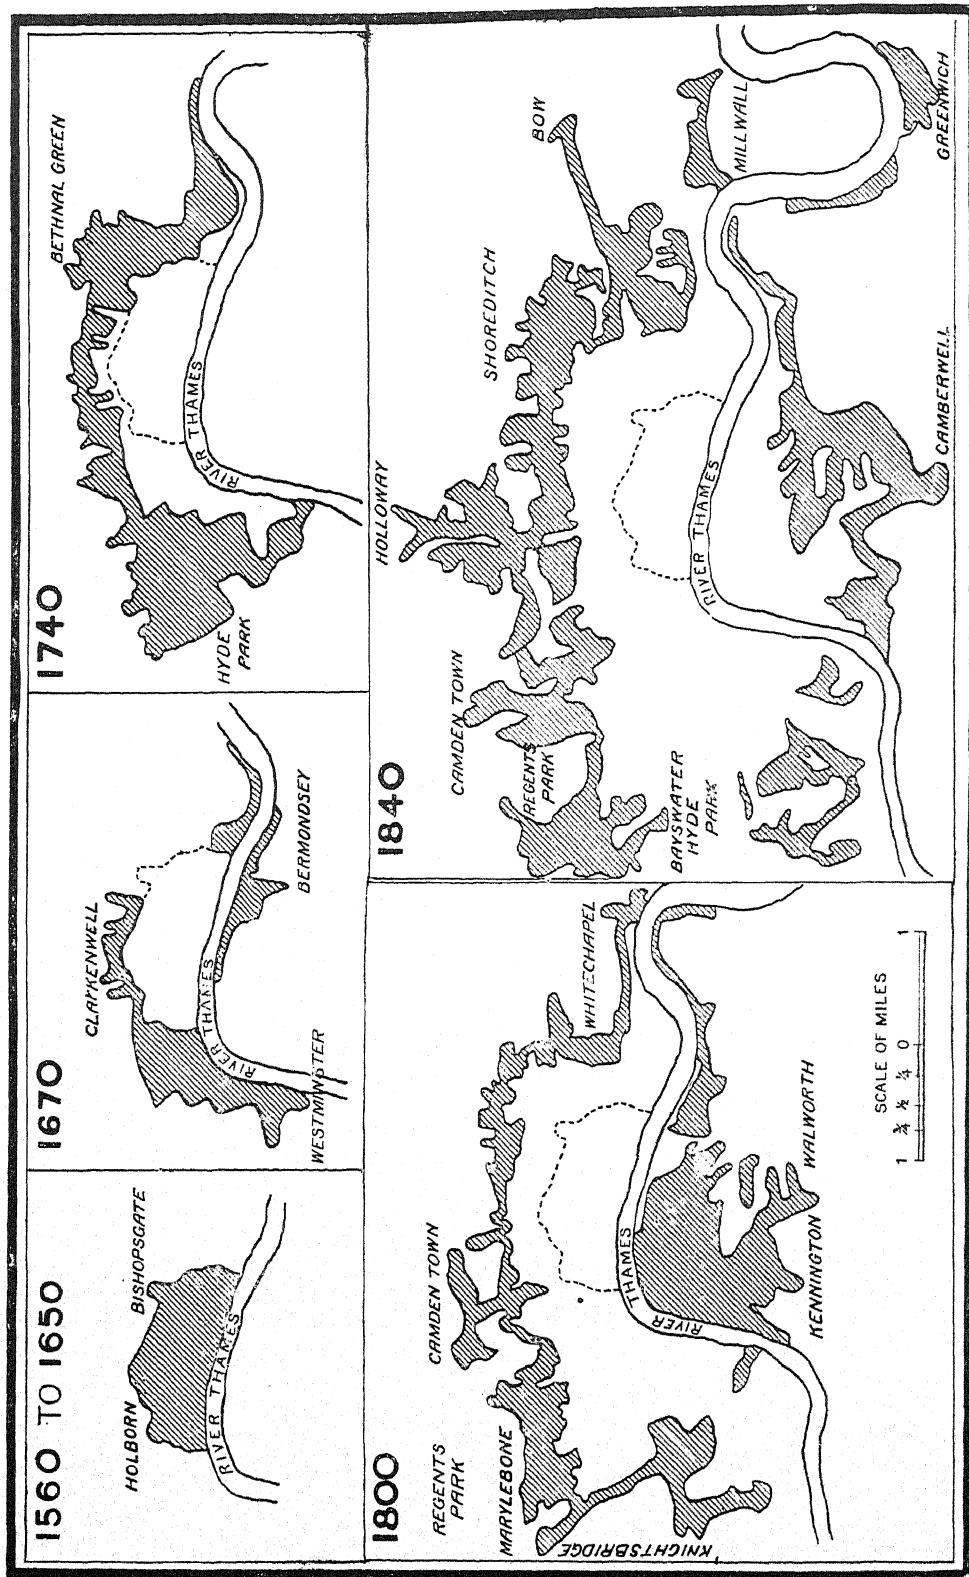 1560 TO 1650
HOLBORN
BISHOPSGATE
RIVER THAMES
1670
CLARKENWELL
RIVER THAMES
WESTMINSTER
BERMONDSEY
1740
BETHNAL GREEN
HYDE
PARK
RIVER THAMES
1800
REGENTS
PARK
CAMDEN TOWN
MARYLEBONE
KNIGHTSBRIDGE
WHITECHAPEL
RIVER THAMES
KENNINGTON
WALWORTH
SCALE OF MILES
1 ¾ ½ ¼ 0 1
1840
CAMDEN TOWN
HOLLOWAY
SHOREDITCH
BOW
REGENTS
PARK
BAYSWATER
HYDE
PARK
RIVER THAMES
MILLWALL
CAMBERWELL
GREENWICH